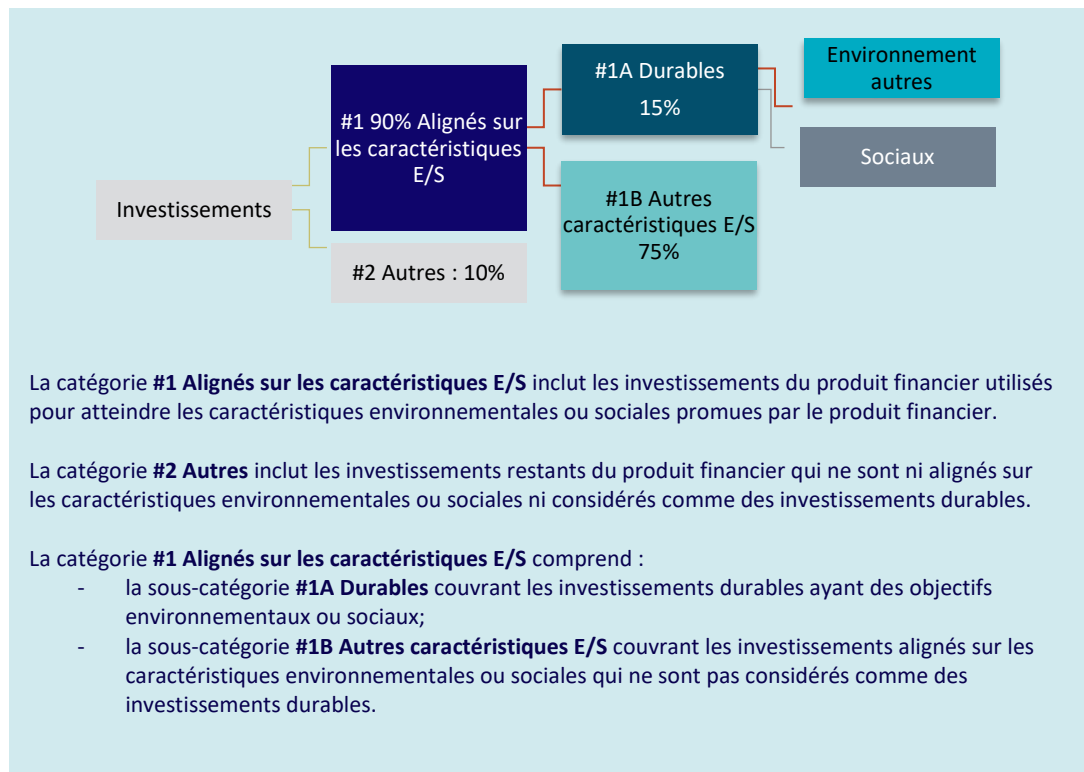 Investissements
#1 90% Alignés sur
les caractéristiques
E/S
#2 Autres : 10%
#1A Durables
15%
#1B Autres
caractéristiques E/S
75%
Environnement
autres
Sociaux
La catégorie #1 Alignés sur les caractéristiques E/S inclut les investissements du produit financier utilisés
pour atteindre les caractéristiques environnementales ou sociales promues par le produit financier.
La catégorie #2 Autres inclut les investissements restants du produit financier qui ne sont ni alignés sur
les caractéristiques environnementales ou sociales ni considérés comme des investissements durables.
La catégorie #1 Alignés sur les caractéristiques E/S comprend :
- la sous-catégorie #1A Durables couvrant les investissements durables ayant des objectifs
environnementaux ou sociaux;
- la sous-catégorie #1B Autres caractéristiques E/S couvrant les investissements alignés sur les
caractéristiques environnementales ou sociales qui ne sont pas considérés comme des
investissements durables.